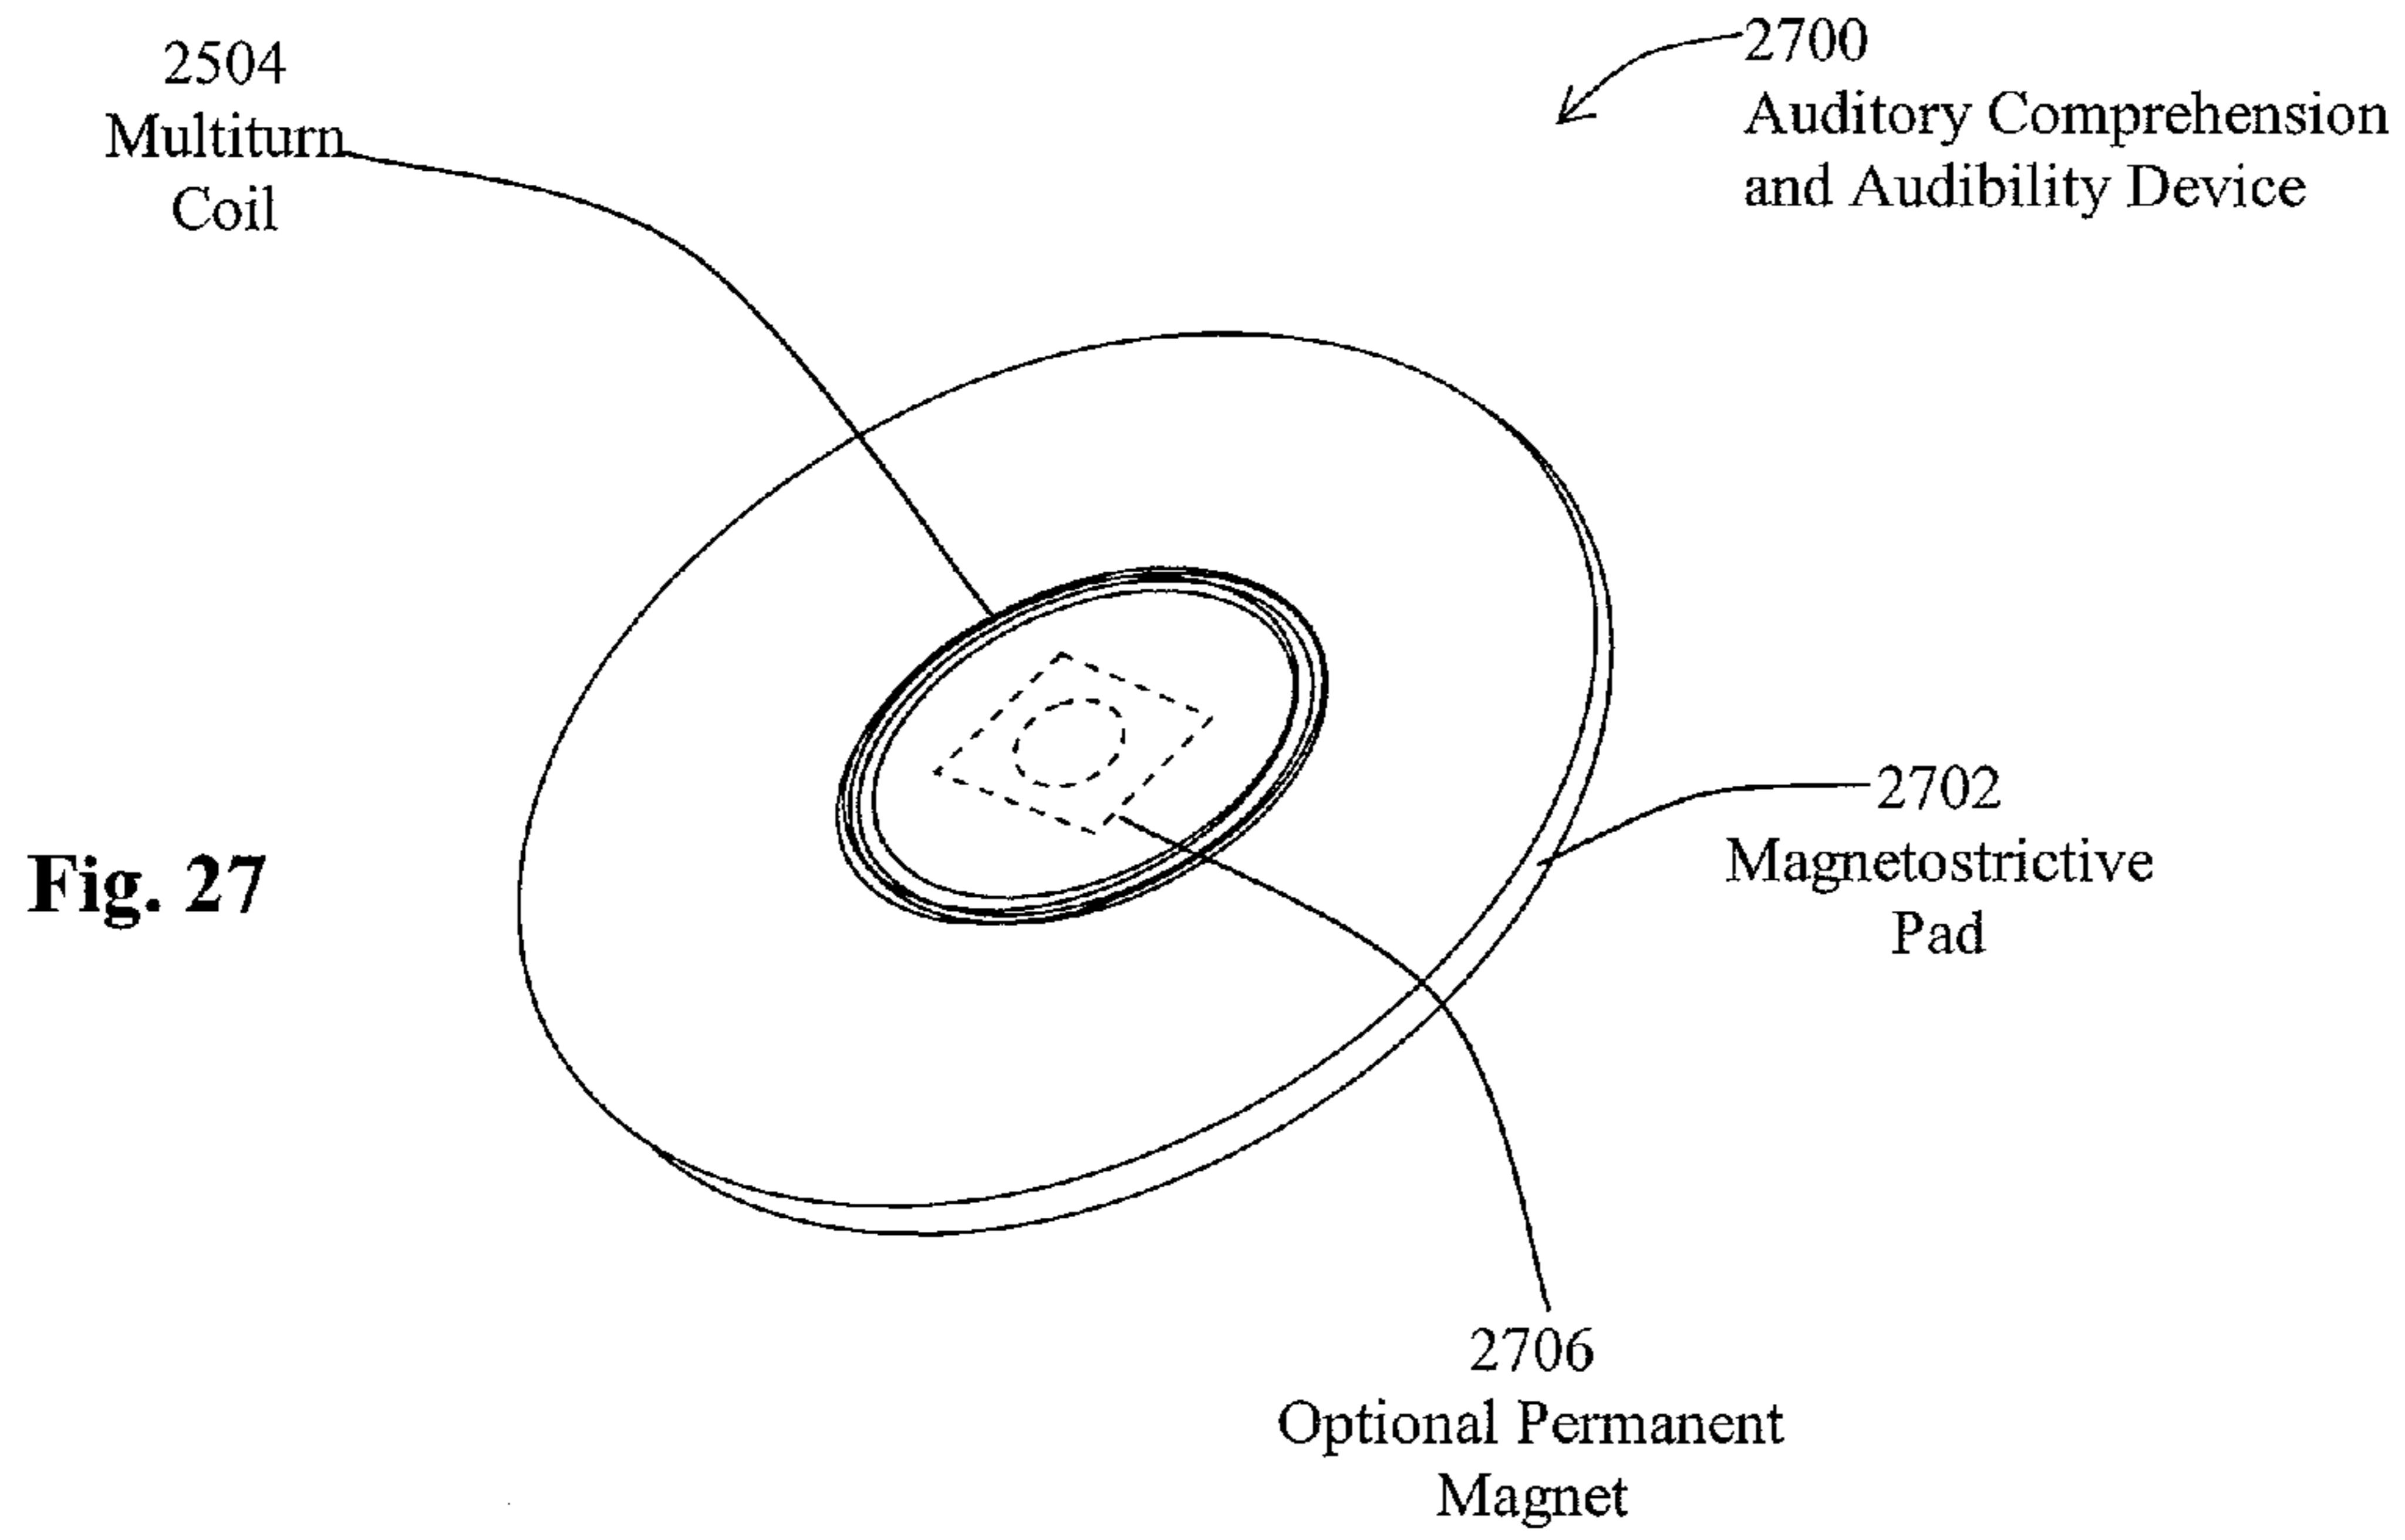 2504
Multiturn
Coil
2700
Auditory Comprehension
and Audibility Device
2702
Magnetostrictive
Pad
Fig. 27
2706
Optional Permanent
Magnet